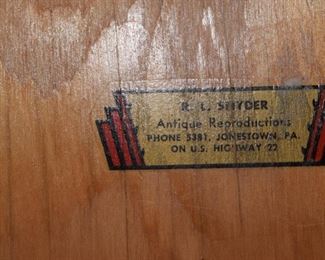 R. L. SNYDER
Antique Reproductions
PHONE 5381, JONESTOWN, PA.
ON U.S. HIGHWAY 22